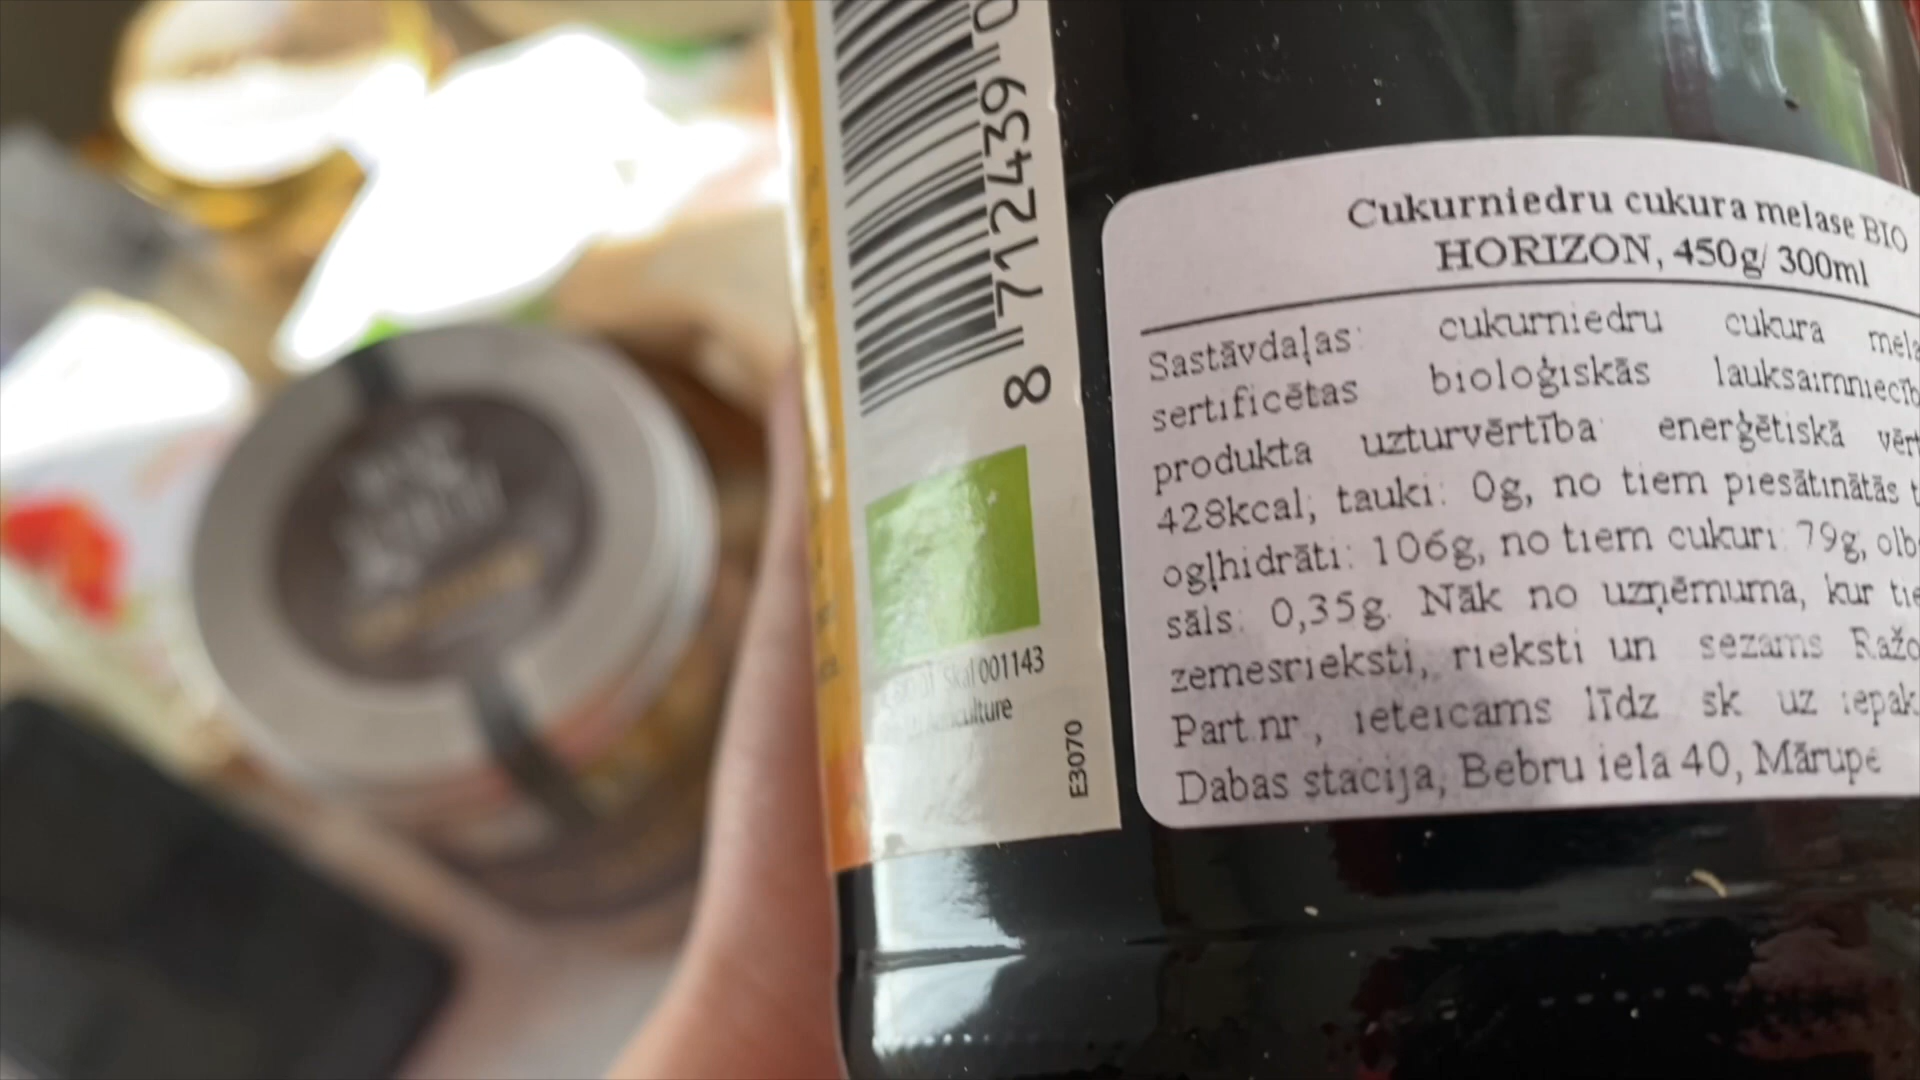 8 712439 0
Skal 001143
E3070
Cukurniedru cukura melase BIO
HORIZON, 450g/ 300ml
Sastāvdaļas: cukurniedru cukura
sertificētas bioloģiskās
produkta uzturvērtība: enerģētiskā
428kcal; tauki: 0g, no tiem piesātinātās
ogļhidrāti: 106g, no tiem cukuri: 79g,
sāls: 0,35g. Nāk no uzņēmuma, kur
zemesrieksti, rieksti un sezams
Part.nr., ieteicams līdz sk uz
Dabas stacija, Bebru iela 40, Mārupe